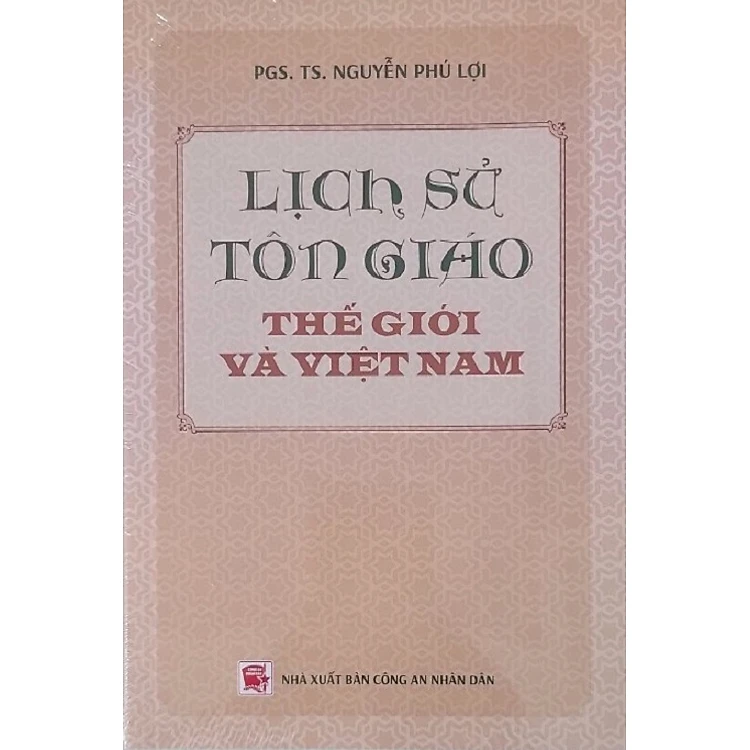 PGS. TS. NGUYỄN PHÚ LỢI
LỊCH SỬ
TÔN GIÁO
THẾ GIỚI
VÀ VIỆT NAM
NHÀ XUẤT BẢN CÔNG AN NHÂN DÂN